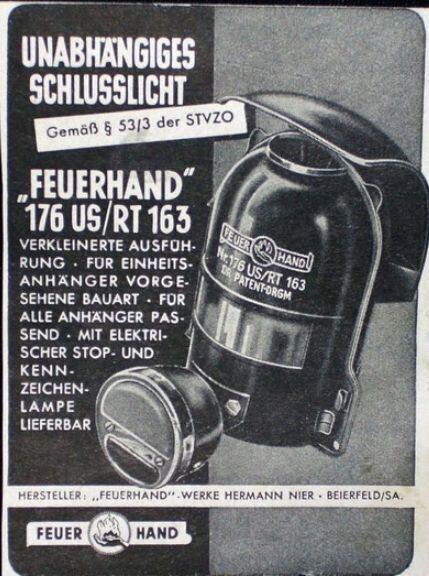 UNABHÄNGIGES
SCHLUSSLICHT
Gemäß § 53/3 der STVZO
„FEUERHAND"
176 US/RT 163
VERKLEINERTE AUSFÜH-
RUNG · FÜR EINHEITS-
ANHÄNGER VORGE-
SEHENE BAUART · FÜR
ALLE ANHÄNGER PAS-
SEND · MIT ELEKTRI-
SCHER STOP- UND
KENN-
ZEICHEN-
LAMPE
LIEFERBAR
FEUER HAND
Nr. 176 US/RT 163
DR. PATENT-DRGM
HERSTELLER: „FEUERHAND"-WERKE HERMANN NIER · BEIERFELD/SA.
FEUER HAND